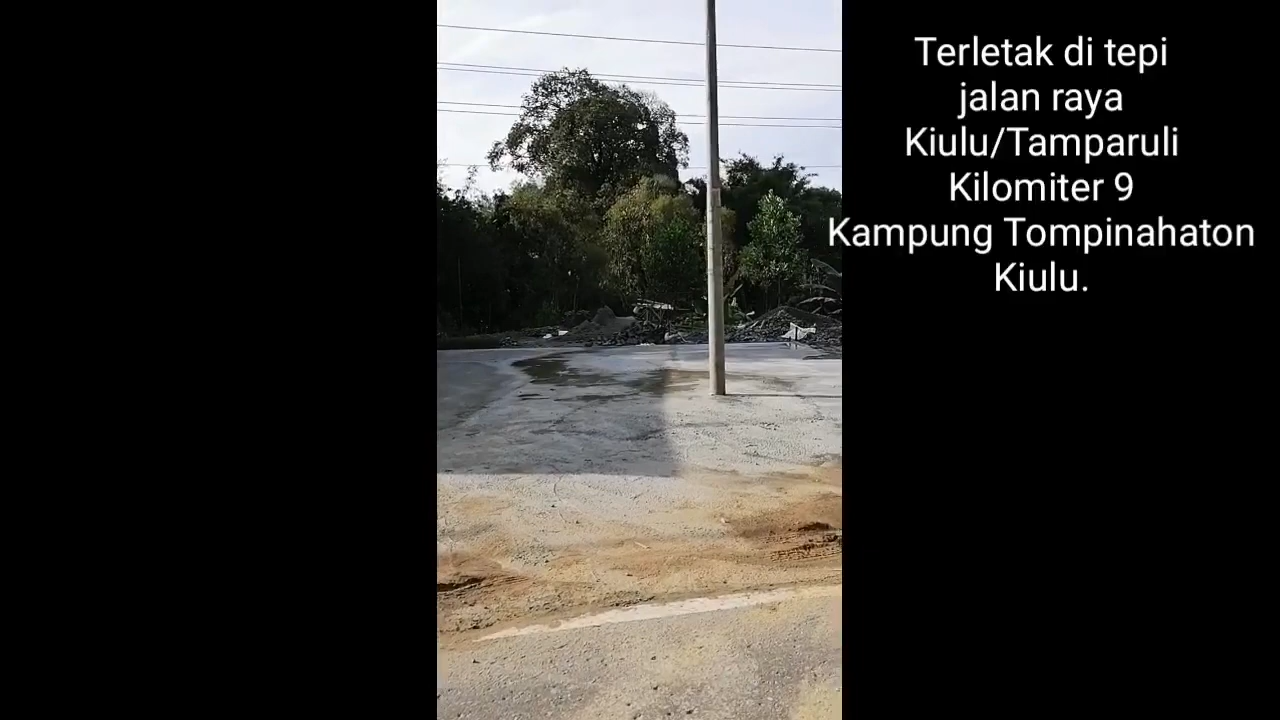 Terletak di tepi
jalan raya
Kiulu/Tamparuli
Kilomiter 9
Kampung Tompinahaton
Kiulu.